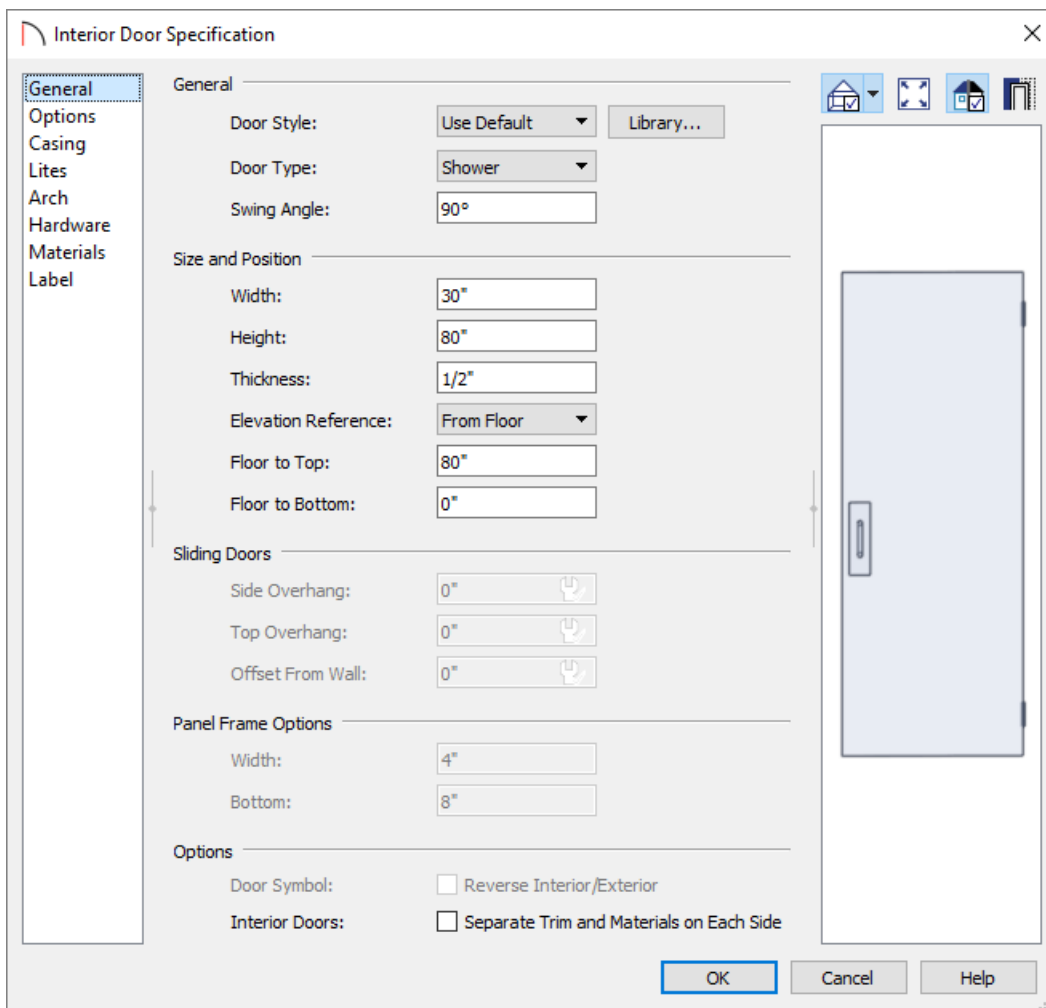 Interior Door Specification
General
Options
Casing
Lites
Arch
Hardware
Materials
Label
General
Door Style: Use Default Library...
Door Type: Shower
Swing Angle: 90°
Size and Position
Width: 30"
Height: 80"
Thickness: 1/2"
Elevation Reference: From Floor
Floor to Top: 80"
Floor to Bottom: 0"
Sliding Doors
Side Overhang: 0"
Top Overhang: 0"
Offset From Wall: 0"
Panel Frame Options
Width: 4"
Bottom: 8"
Options
Door Symbol: Reverse Interior/Exterior
Interior Doors: Separate Trim and Materials on Each Side
OK Cancel Help